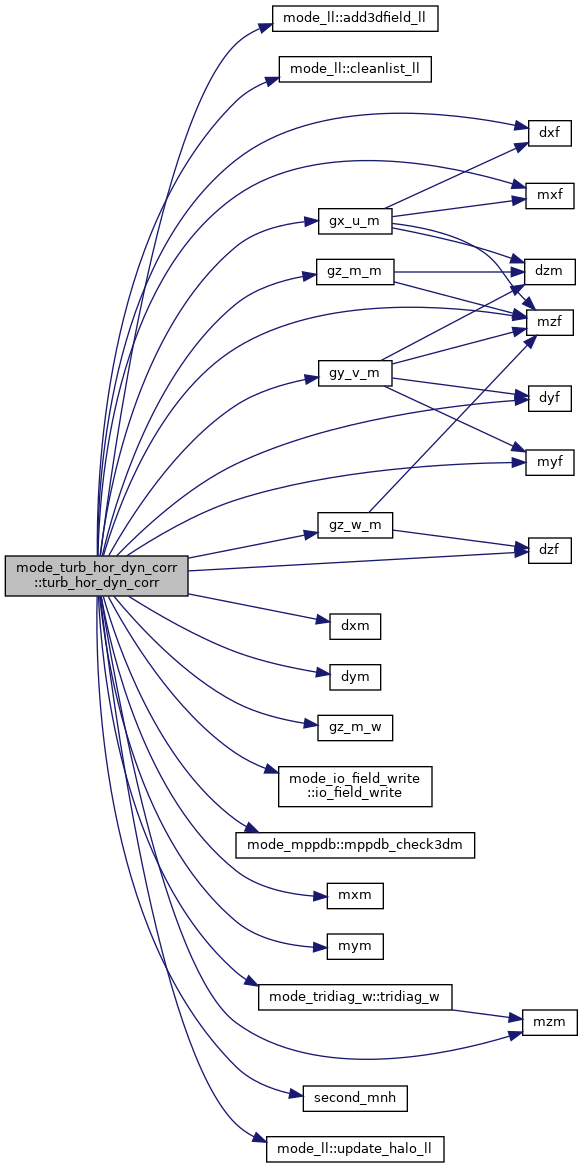 mode_ll::add3dfield_ll
mode_ll::cleanlist_ll
dxf
mxf
gx_u_m
gz_m_m
dzm
mzf
gy_v_m
dyf
myf
gz_w_m
dzf
mode_turb_hor_dyn_corr
::turb_hor_dyn_corr
dxm
dym
gz_m_w
mode_io_field_write
::io_field_write
mode_mppdb::mppdb_check3dm
mxm
mym
mode_tridiag_w::tridiag_w
mzm
second_mnh
mode_ll::update_halo_ll